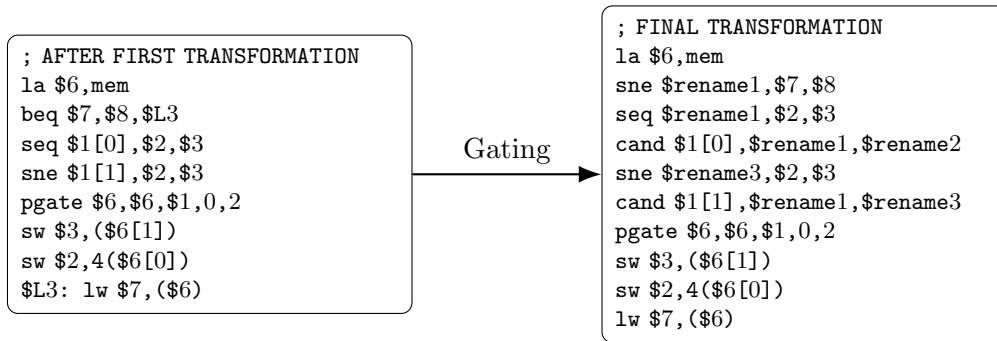 ; AFTER FIRST TRANSFORMATION
la $6,mem
beq $7,$8,$L3
seq $1[0],$2,$3
sne $1[1],$2,$3
pgate $6,$6,$1,0,2
sw $3,($6[1])
sw $2,4($6[0])
$L3: lw $7,($6)
Gating
; FINAL TRANSFORMATION
la $6,mem
sne $rename1,$7,$8
seq $rename1,$2,$3
cand $1[0],$rename1,$rename2
sne $rename3,$2,$3
cand $1[1],$rename1,$rename3
pgate $6,$6,$1,0,2
sw $3,($6[1])
sw $2,4($6[0])
lw $7,($6)